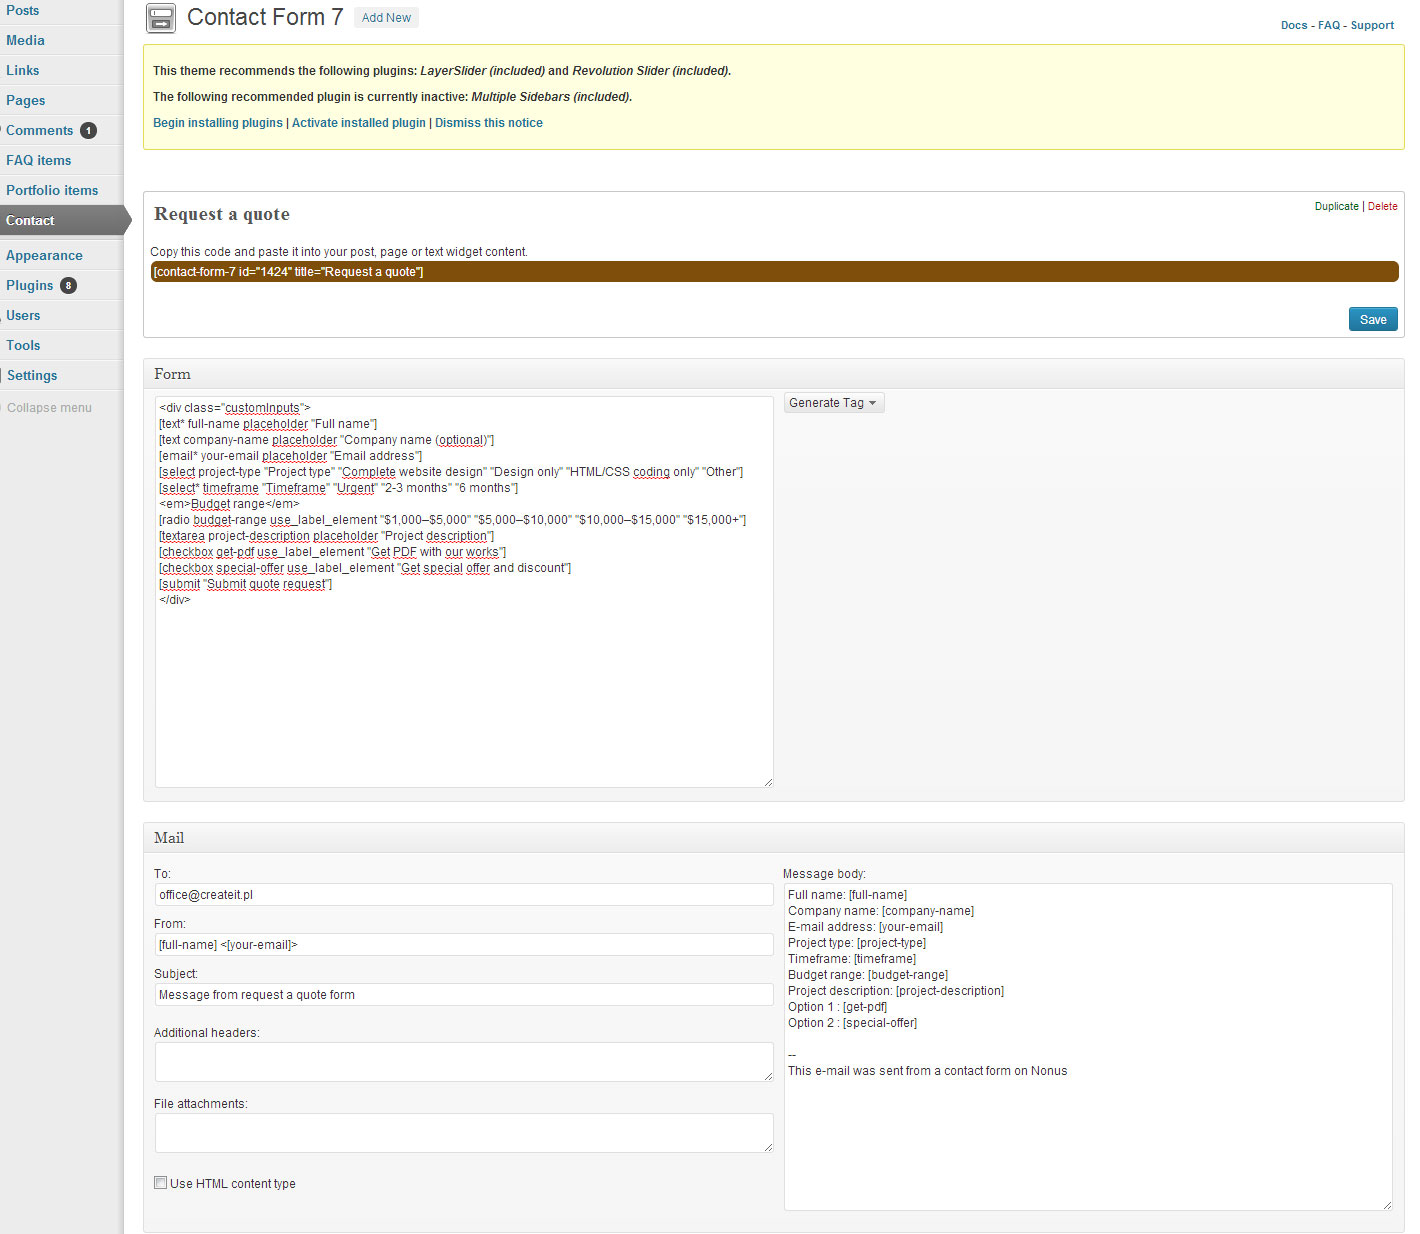 Posts
Media
Links
Pages
Comments 1
FAQ items
Portfolio items
Contact
Appearance
Plugins 8
Users
Tools
Settings
Collapse menu
Contact Form 7 Add New
Docs - FAQ - Support
This theme recommends the following plugins: LayerSlider (included) and Revolution Slider (included).
The following recommended plugin is currently inactive: Multiple Sidebars (included).
Begin installing plugins | Activate installed plugin | Dismiss this notice
Request a quote
Duplicate | Delete
Copy this code and paste it into your post, page or text widget content.
[contact-form-7 id="1424" title="Request a quote"]
Save
Form
<div class="customInputs">
[text* full-name placeholder "Full name"]
[text company-name placeholder "Company name (optional)"]
[email* your-email placeholder "Email address"]
[select project-type "Project type" "Complete website design" "Design only" "HTML/CSS coding only" "Other"]
[select* timeframe "Timeframe" "Urgent" "2-3 months" "6 months"]
<em>Budget range</em>
[radio budget-range use_label_element "$1,000–$5,000" "$5,000–$10,000" "$10,000–$15,000" "$15,000+"]
[textarea project-description placeholder "Project description"]
[checkbox get-pdf use_label_element "Get PDF with our works"]
[checkbox special-offer use_label_element "Get special offer and discount"]
[submit "Submit quote request"]
</div>
Generate Tag
Mail
To:
office@createit.pl
From:
[full-name] <[your-email]>
Subject:
Message from request a quote form
Additional headers:
File attachments:
Use HTML content type
Message body:
Full name: [full-name]
Company name: [company-name]
E-mail address: [your-email]
Project type: [project-type]
Timeframe: [timeframe]
Budget range: [budget-range]
Project description: [project-description]
Option 1 : [get-pdf]
Option 2 : [special-offer]
--
This e-mail was sent from a contact form on Nonus